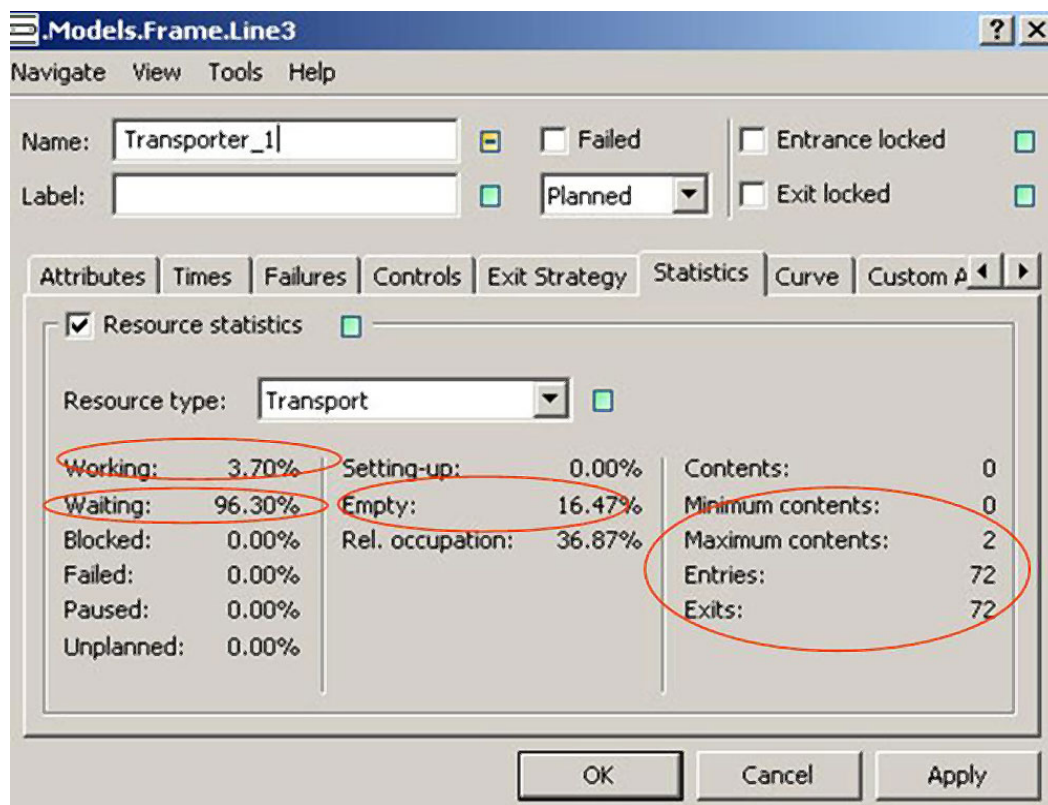 .Models.Frame.Line3
Navigate View Tools Help
Name: Transporter_1 Failed Entrance locked
Label: Planned Exit locked
Attributes Times Failures Controls Exit Strategy Statistics Curve Custom A
Resource statistics
Resource type: Transport
Working: 3.70% Setting-up: 0.00% Contents: 0
Waiting: 96.30% Empty: 16.47% Minimum contents: 0
Blocked: 0.00% Rel. occupation: 36.87% Maximum contents: 2
Failed: 0.00% Entries: 72
Paused: 0.00% Exits: 72
Unplanned: 0.00%
OK Cancel Apply